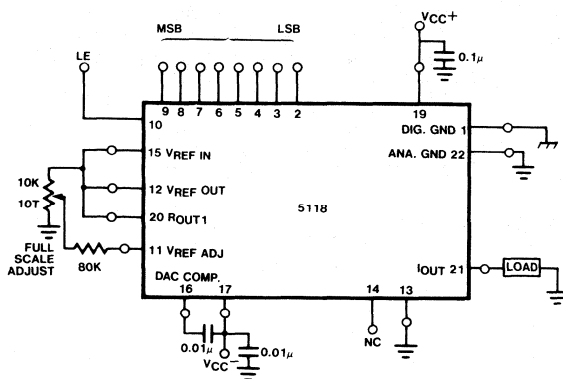 VCC+
MSB LSB
LE
0.1µ
9 8 7 6 5 4 3 2 19
10
DIG. GND 1
15 VREF IN
ANA. GND 22
10K
10T
12 VREF OUT
20 ROUT1
5118
FULL
SCALE
ADJUST
80K
11 VREF ADJ
DAC COMP.
IOUT 21
LOAD
16 17 14 13
0.01µ
VCC−
0.01µ
NC